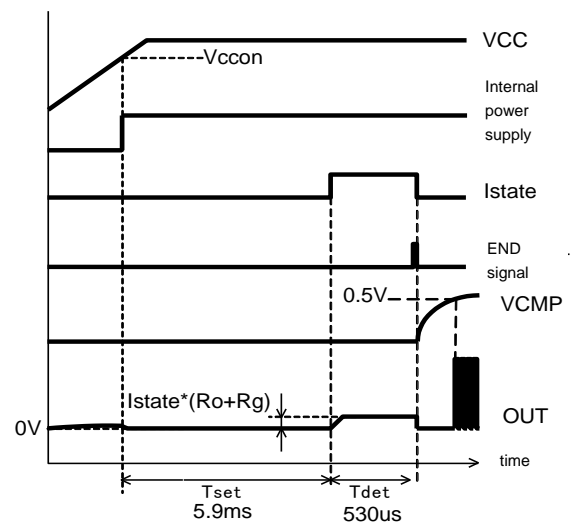 VCC
Vccon
Internal
power
supply
Istate
END
signal
0.5V
VCMP
Istate*(Ro+Rg)
OUT
0V
time
Tset
Tdet
5.9ms
530us